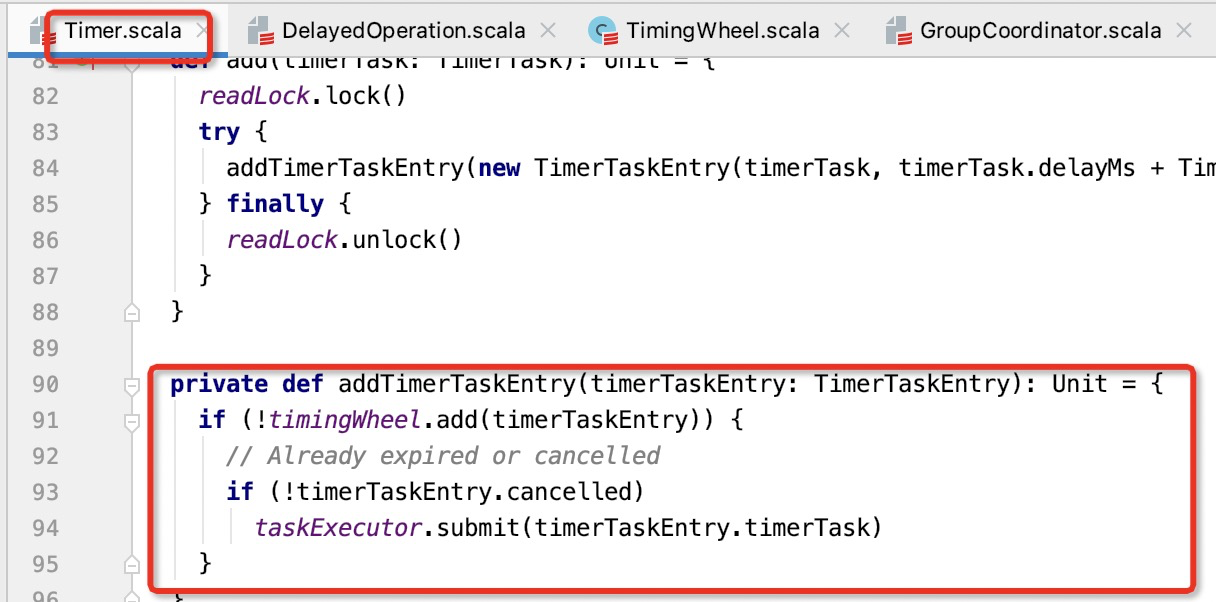 Timer.scala DelayedOperation.scala TimingWheel.scala GroupCoordinator.scala
81 def add(timerTask: TimerTask): Unit = {
82 readLock.lock()
83 try {
84 addTimerTaskEntry(new TimerTaskEntry(timerTask, timerTask.delayMs + Tim
85 } finally {
86 readLock.unlock()
87 }
88 }
89
90 private def addTimerTaskEntry(timerTaskEntry: TimerTaskEntry): Unit = {
91 if (!timingWheel.add(timerTaskEntry)) {
92 // Already expired or cancelled
93 if (!timerTaskEntry.cancelled)
94 taskExecutor.submit(timerTaskEntry.timerTask)
95 }
96 }